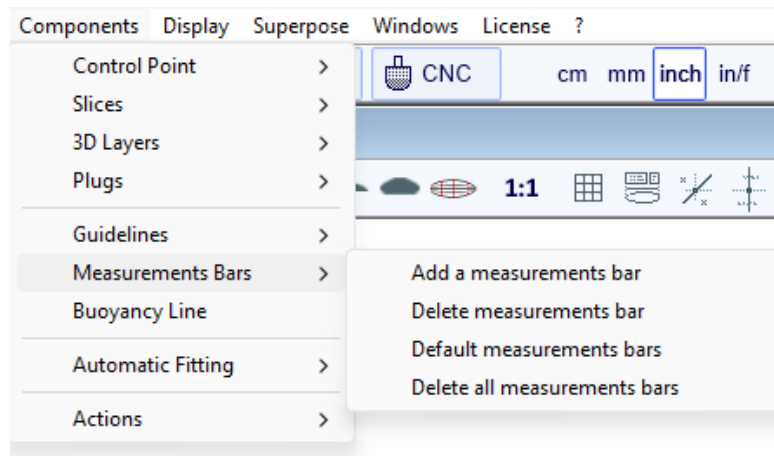 Components Display Superpose Windows License ?
Control Point
CNC cm mm inch in/f
Slices
3D Layers
Plugs
1:1
Guidelines
Measurements Bars
Add a measurements bar
Buoyancy Line
Delete measurements bar
Default measurements bars
Automatic Fitting
Delete all measurements bars
Actions